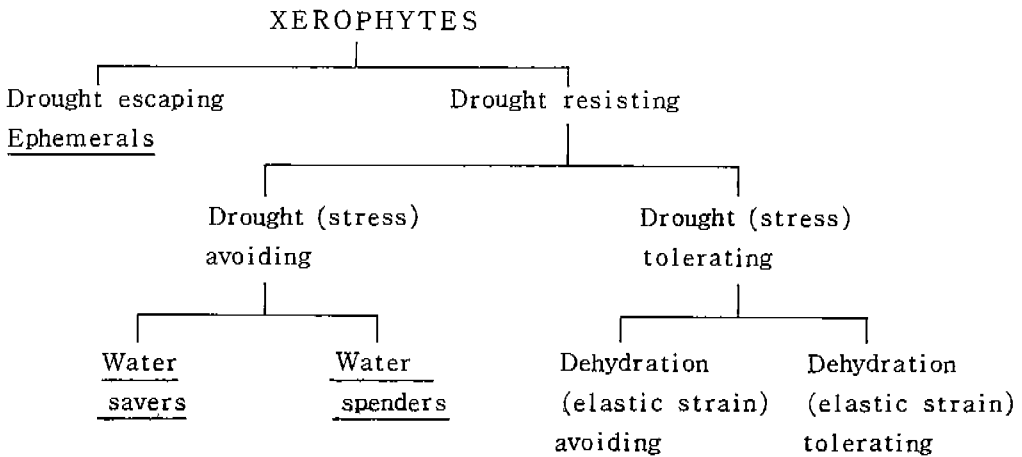 XEROPHYTES
Drought escaping
Ephemerals
Drought resisting
Drought (stress)
avoiding
Drought (stress)
tolerating
Water
savers
Water
spenders
Dehydration
(elastic strain)
avoiding
Dehydration
(elastic strain)
tolerating